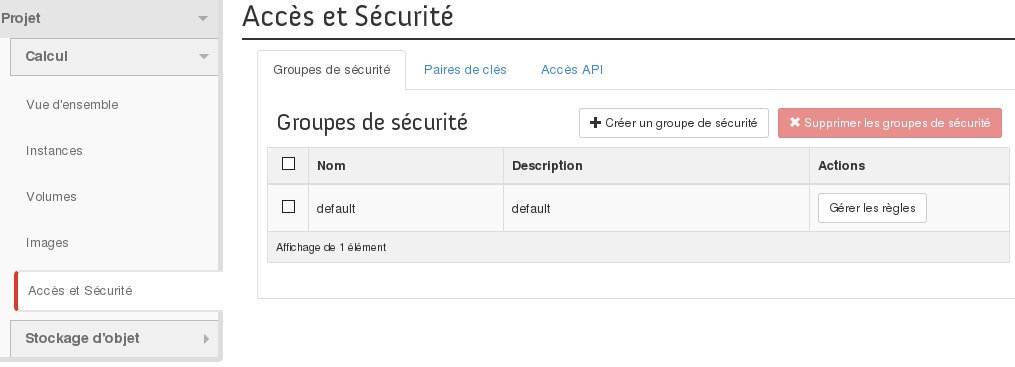 Projet
Calcul
Vue d'ensemble
Instances
Volumes
Images
Accès et Sécurité
Stockage d'objet
Accès et Sécurité
Groupes de sécurité
Paires de clés
Accès API
Groupes de sécurité
Créer un groupe de sécurité
Supprimer les groupes de sécurité
Nom
Description
Actions
default
default
Gérer les règles
Affichage de 1 élément